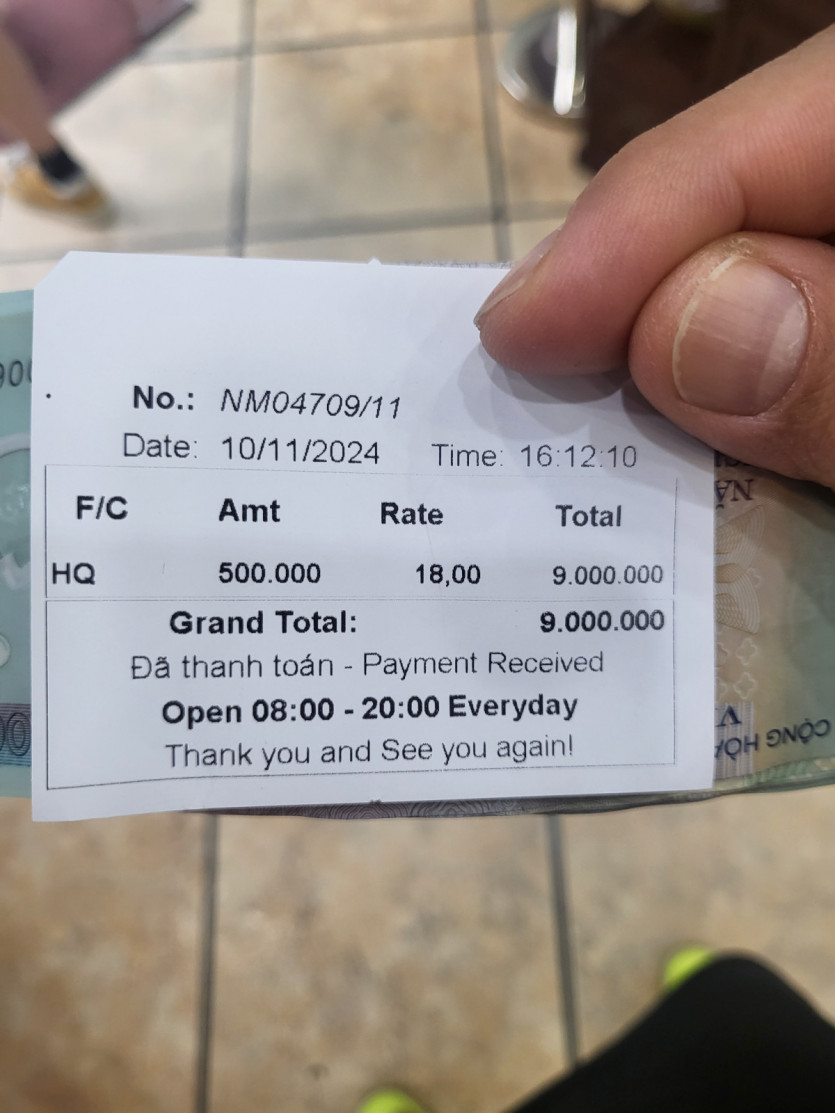 No.: NM04709/11
Date: 10/11/2024 Time: 16:12:10
F/C Amt Rate Total
HQ 500.000 18,00 9.000.000
Grand Total: 9.000.000
Đã thanh toán - Payment Received
Open 08:00 - 20:00 Everyday
Thank you and See you again!
CỘNG HÒA